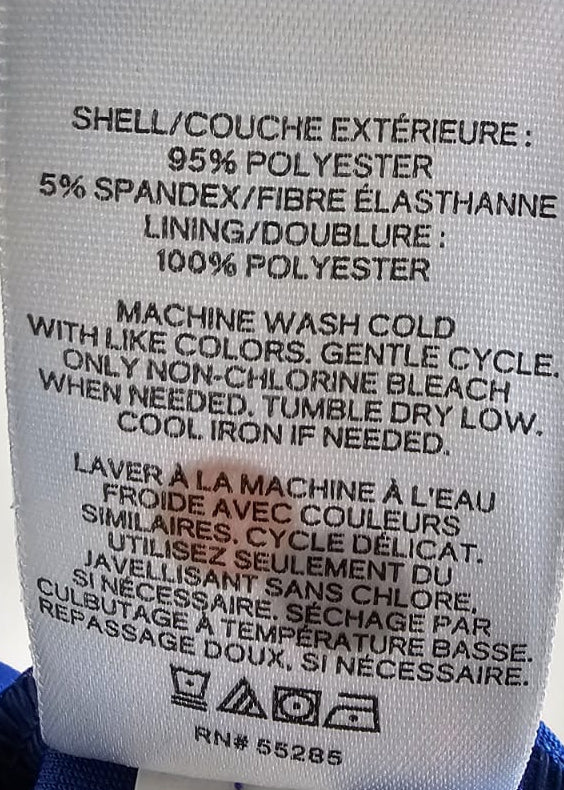 SHELL/COUCHE EXTÉRIEURE:
95% POLYESTER
5% SPANDEX/FIBRE ÉLASTHANNE
LINING/DOUBLURE:
100% POLYESTER
MACHINE WASH COLD
WITH LIKE COLORS. GENTLE CYCLE.
ONLY NON-CHLORINE BLEACH
WHEN NEEDED. TUMBLE DRY LOW.
COOL IRON IF NEEDED.
LAVER À LA MACHINE À L'EAU
FROIDE AVEC COULEURS
SIMILAIRES. CYCLE DÉLICAT.
UTILISEZ SEULEMENT DU
JAVELLISANT SANS CHLORE,
SI NÉCESSAIRE. SÉCHAGE PAR
CULBUTAGE À TEMPÉRATURE BASSE.
REPASSAGE DOUX, SI NÉCESSAIRE.
RN# 55285